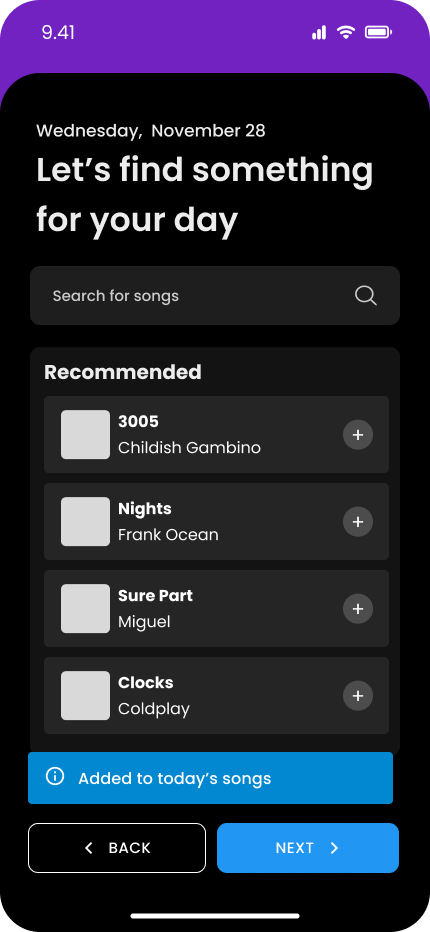 9.41
Wednesday, November 28
Let’s find something
for your day
Search for songs
Recommended
3005
Childish Gambino
Nights
Frank Ocean
Sure Part
Miguel
Clocks
Coldplay
Added to today’s songs
BACK
NEXT